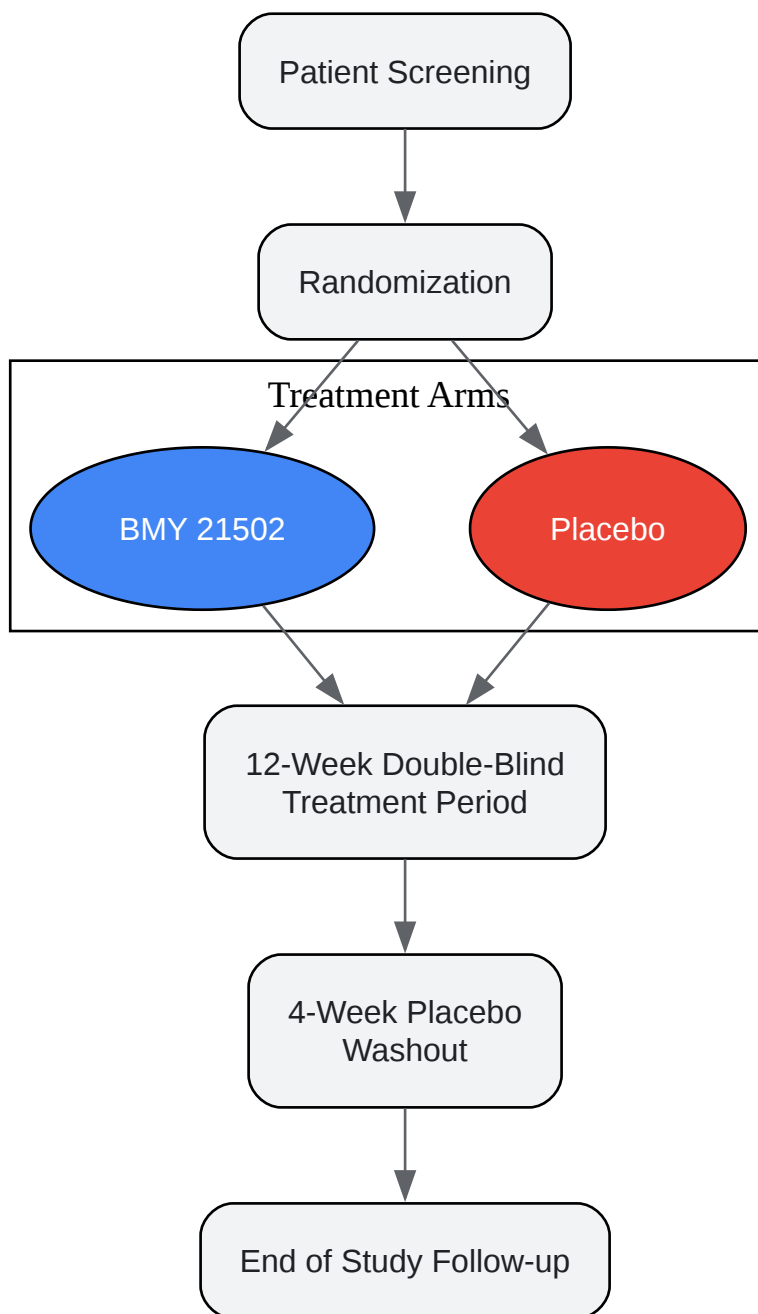 Patient Screening
Randomization
Treatment Arms
BMY 21502
Placebo
12-Week Double-Blind
Treatment Period
4-Week Placebo
Washout
End of Study Follow-up